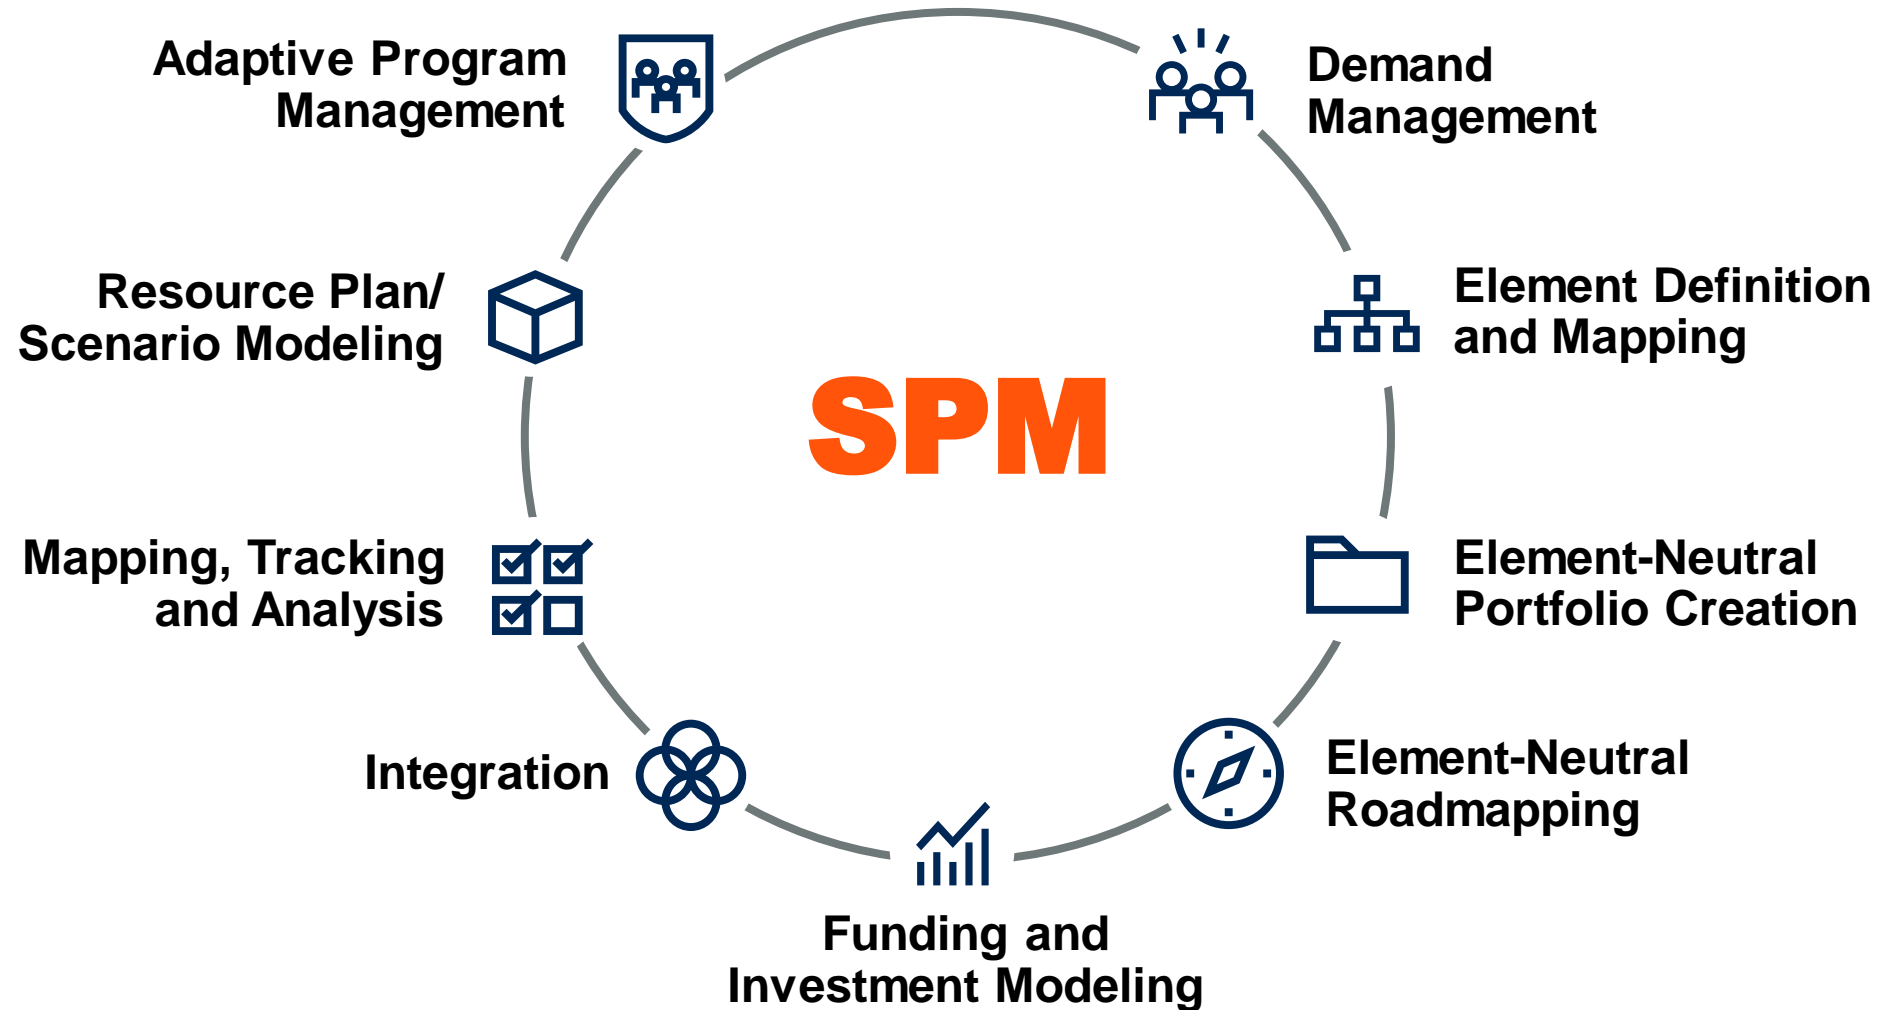 Adaptive Program
Management
Demand
Management
Resource Plan/
Scenario Modeling
Element Definition
and Mapping
SPM
Mapping, Tracking
and Analysis
Element-Neutral
Portfolio Creation
Integration
Element-Neutral
Roadmapping
Funding and
Investment Modeling